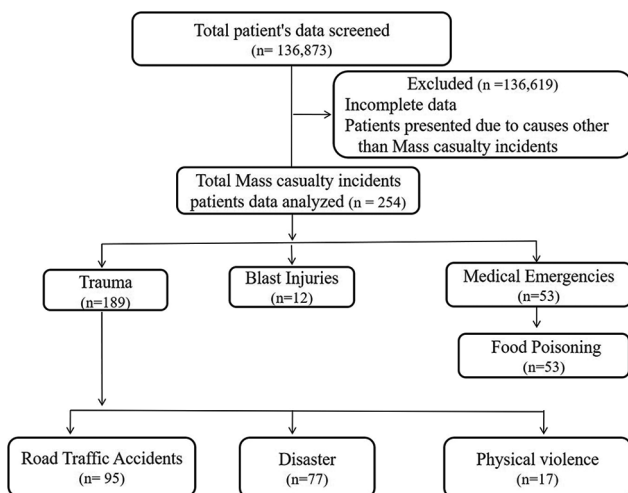 Total patient's data screened
(n= 136,873)
Excluded (n =136,619)
Incomplete data
Patients presented due to causes other
than Mass casualty incidents
Total Mass casualty incidents
patients data analyzed (n = 254)
Trauma
(n=189)
Blast Injuries
(n=12)
Medical Emergencies
(n=53)
Food Poisoning
(n=53)
Road Traffic Accidents
(n= 95)
Disaster
(n=77)
Physical violence
(n=17)